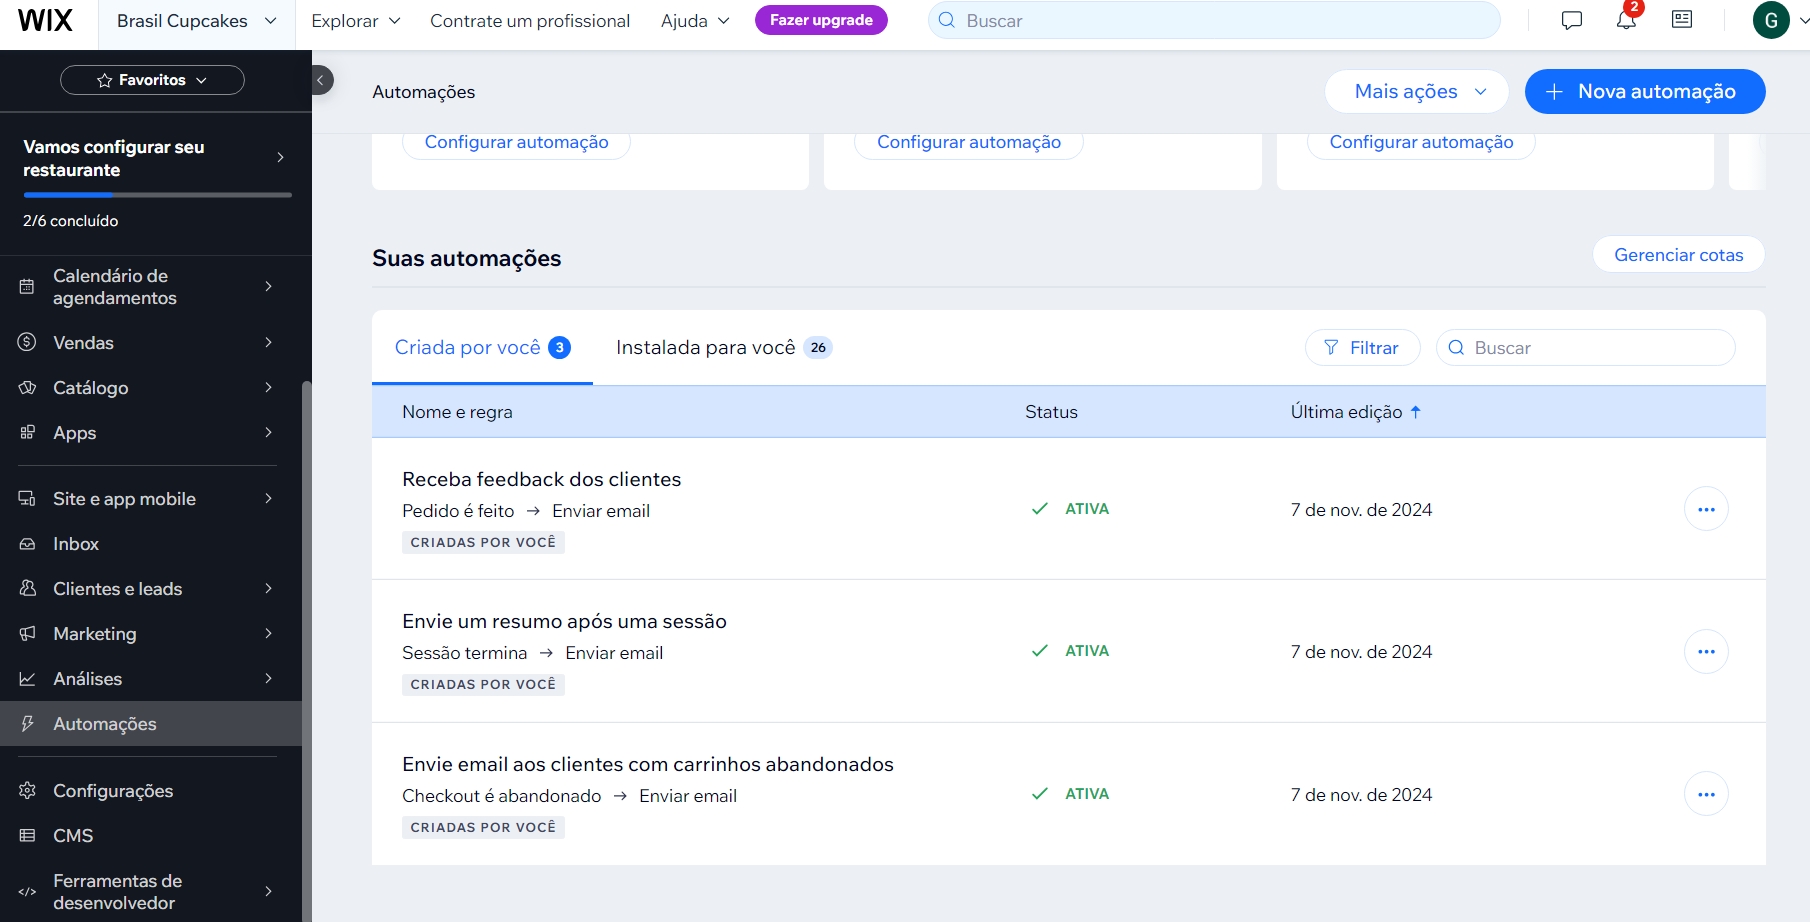 WIX
Brasil Cupcakes
Explorar
Contrate um profissional
Ajuda
Fazer upgrade
Buscar
2
G
Favoritos
Vamos configurar seu
restaurante
2/6 concluído
Calendário de
agendamentos
Vendas
Catálogo
Apps
Site e app mobile
Inbox
Clientes e leads
Marketing
Análises
Automações
Configurações
CMS
Ferramentas de
desenvolvedor
Automações
Mais ações
+ Nova automação
Configurar automação
Configurar automação
Configurar automação
Suas automações
Gerenciar cotas
Criada por você 3
Instalada para você 26
Filtrar
Buscar
Nome e regra
Status
Última edição ↑
Receba feedback dos clientes
Pedido é feito → Enviar email
CRIADAS POR VOCÊ
ATIVA
7 de nov. de 2024
Envie um resumo após uma sessão
Sessão termina → Enviar email
CRIADAS POR VOCÊ
ATIVA
7 de nov. de 2024
Envie email aos clientes com carrinhos abandonados
Checkout é abandonado → Enviar email
CRIADAS POR VOCÊ
ATIVA
7 de nov. de 2024